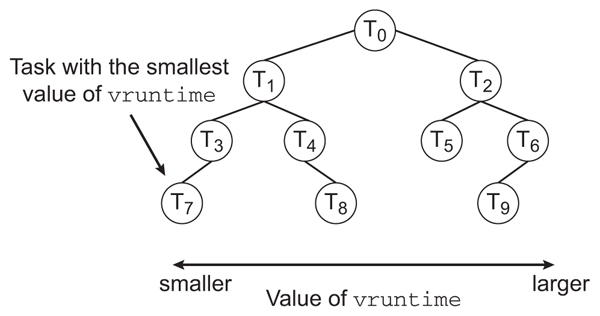 T0
Task with the smallest
value of vruntime
T1
T2
T3
T4
T5
T6
T7
T8
T9
smaller
larger
Value of vruntime